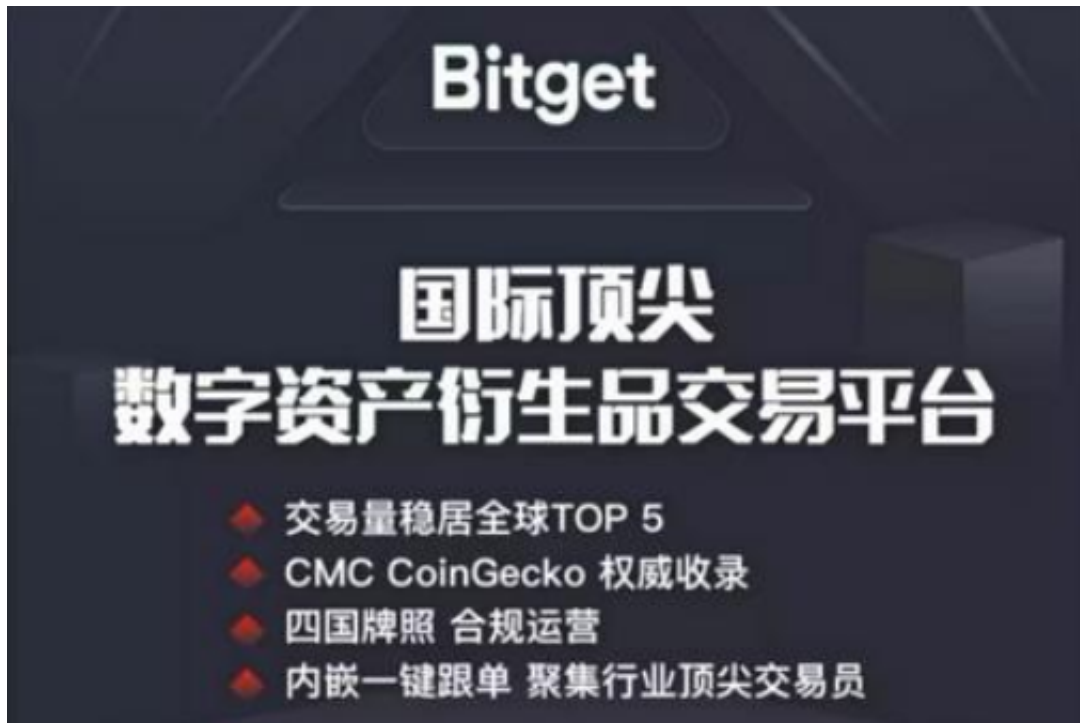 Bitget
国际顶尖
数字资产衍生品交易平台
交易量稳居全球TOP 5
CMC CoinGecko 权威收录
四国牌照 合规运营
内嵌一键跟单 聚集行业顶尖交易员